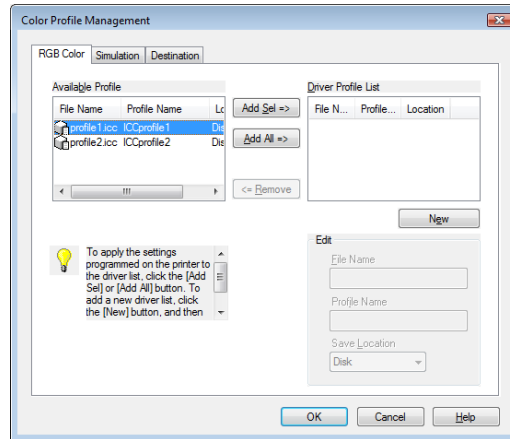 Color Profile Management
RGB Color Simulation Destination
Available Profile
File Name Profile Name Lc
profile1.icc ICCprofile1 Dis
profile2.icc ICCprofile2 Dis
Add Sel =>
Add All =>
<= Remove
Driver Profile List
File N... Profile... Location
New
To apply the settings
programmed on the printer to
the driver list, click the [Add
Sel] or [Add All] button. To
add a new driver list, click
the [New] button, and then
Edit
File Name
Profile Name
Save Location
Disk
OK Cancel Help